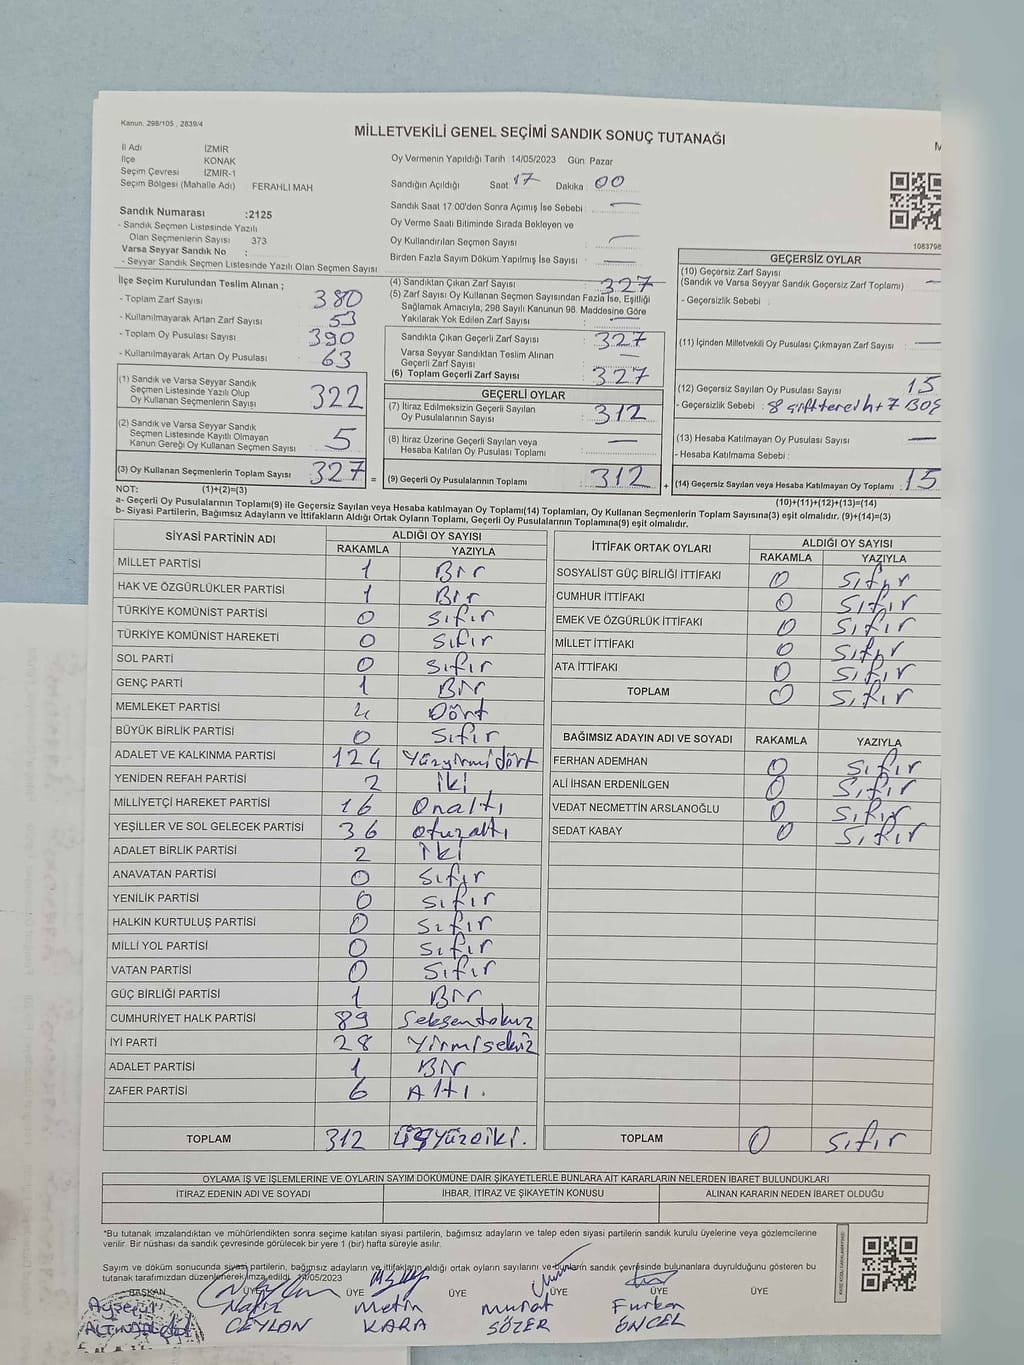 Kanun. 298/105 , 2839/4
MİLLETVEKİLİ GENEL SEÇİMİ SANDIK SONUÇ TUTANAĞI
İl Adı İZMİR
İlçe KONAK
Seçim Çevresi İZMIR-1
Seçim Bölgesi (Mahalle Adı) FERAHLI MAH
Sandık Numarası :2125
- Sandık Seçmen Listesinde Yazılı
Olan Seçmenlerin Sayısı 373
Varsa Seyyar Sandık No :
- Seyyar Sandık Seçmen Listesinde Yazılı Olan Seçmen Sayısı
Oy Vermenin Yapıldığı Tarih 14/05/2023 Gün Pazar
Sandığın Açıldığı Saat 17 Dakika 00
Sandık Saat 17:00'den Sonra Açımış İse Sebebi : —
Oy Verme Saati Bitiminde Sırada Bekleyen ve
Oy Kullandırılan Seçmen Sayısı : —
Birden Fazla Sayım Döküm Yapılmış İse Sayısı : —
1083798
İlçe Seçim Kurulundan Teslim Alınan ;
- Toplam Zarf Sayısı 380
- Kullanılmayarak Artan Zarf Sayısı 53
- Toplam Oy Pusulası Sayısı 390
- Kullanılmayarak Artan Oy Pusulası 63
(1) Sandık ve Varsa Seyyar Sandık
Seçmen Listesinde Yazılı Olup
Oy Kullanan Seçmenlerin Sayısı 322
(2) Sandık ve Varsa Seyyar Sandık
Seçmen Listesinde Kayıtlı Olmayan
Kanun Gereği Oy Kullanan Seçmen Sayısı 5
(3) Oy Kullanan Seçmenlerin Toplam Sayısı 327 =
(4) Sandıktan Çıkan Zarf Sayısı : 327
(5) Zarf Sayısı Oy Kullanan Seçmen Sayısından Fazla İse, Eşitliği
Sağlamak Amacıyla, 298 Sayılı Kanunun 98. Maddesine Göre
Yakılarak Yok Edilen Zarf Sayısı : —
Sandıkta Çıkan Geçerli Zarf Sayısı : 327
Varsa Seyyar Sandıktan Teslim Alınan
Geçerli Zarf Sayısı : —
(6) Toplam Geçerli Zarf Sayısı : 327
GEÇERLİ OYLAR
(7) İtiraz Edilmeksizin Geçerli Sayılan
Oy Pusulalarının Sayısı : 312
(8) İtiraz Üzerine Geçerli Sayılan veya
Hesaba Katılan Oy Pusulası Toplamı : —
(9) Geçerli Oy Pusulalarının Toplamı : 312 +
GEÇERSİZ OYLAR
(10) Geçersiz Zarf Sayısı
(Sandık ve Varsa Seyyar Sandık Geçersiz Zarf Toplamı) : —
- Geçersizlik Sebebi :
(11) İçinden Milletvekili Oy Pusulası Çıkmayan Zarf Sayısı : —
(12) Geçersiz Sayılan Oy Pusulası Sayısı : 15
- Geçersizlik Sebebi : 8 çift tercih + 7 BOŞ
(13) Hesaba Katılmayan Oy Pusulası Sayısı : —
- Hesaba Katılmama Sebebi :
(14) Geçersiz Sayılan veya Hesaba Katılmayan Oy Toplamı : 15
NOT: (1)+(2)=(3)
(10)+(11)+(12)+(13)=(14)
a- Geçerli Oy Pusulalarının Toplamı(9) ile Geçersiz Sayılan veya Hesaba Katılmayan Oy Toplamı(14) Toplamları, Oy Kullanan Seçmenlerin Toplam Sayısına(3) eşit olmalıdır. (9)+(14)=(3)
b- Siyasi Partilerin, Bağımsız Adayların ve İttifakların Aldığı Ortak Oyların Toplamı, Geçerli Oy Pusulalarının Toplamına(9) eşit olmalıdır.
SİYASİ PARTİNİN ADI ALDIĞI OY SAYISI
RAKAMLA YAZIYLA
MİLLET PARTİSİ 1 Bir
HAK VE ÖZGÜRLÜKLER PARTİSİ 1 Bir
TÜRKİYE KOMÜNİST PARTİSİ 0 Sıfır
TÜRKİYE KOMÜNİST HAREKETİ 0 Sıfır
SOL PARTİ 0 Sıfır
GENÇ PARTİ 1 Bir
MEMLEKET PARTİSİ 4 Dört
BÜYÜK BİRLİK PARTİSİ 0 Sıfır
ADALET VE KALKINMA PARTİSİ 124 Yüzyirmidört
YENİDEN REFAH PARTİSİ 2 iki
MİLLİYETÇİ HAREKET PARTİSİ 16 Onaltı
YEŞİLLER VE SOL GELECEK PARTİSİ 36 Otuzaltı
ADALET BİRLİK PARTİSİ 2 iki
ANAVATAN PARTİSİ 0 Sıfır
YENİLİK PARTİSİ 0 Sıfır
HALKIN KURTULUŞ PARTİSİ 0 Sıfır
MİLLİ YOL PARTİSİ 0 Sıfır
VATAN PARTİSİ 0 Sıfır
GÜÇ BİRLİĞİ PARTİSİ 1 Bir
CUMHURİYET HALK PARTİSİ 89 Seksendokuz
İYİ PARTİ 28 Yirmisekiz
ADALET PARTİSİ 1 Bir
ZAFER PARTİSİ 6 Altı.
TOPLAM 312
İTTİFAK ORTAK OYLARI ALDIĞI OY SAYISI
RAKAMLA YAZIYLA
SOSYALİST GÜÇ BİRLİĞİ İTTİFAKI 0 Sıfır
CUMHUR İTTİFAKI 0 Sıfır
EMEK VE ÖZGÜRLÜK İTTİFAKI 0 Sıfır
MİLLET İTTİFAKI 0 Sıfır
ATA İTTİFAKI 0 Sıfır
TOPLAM 0 Sıfır
BAĞIMSIZ ADAYIN ADI VE SOYADI RAKAMLA YAZIYLA
FERHAN ADEMHAN 0 Sıfır
ALİ İHSAN ERDENİLGEN 0 Sıfır
VEDAT NECMETTİN ARSLANOĞLU 0 Sıfır
SEDAT KABAY 0 Sıfır
TOPLAM 0 Sıfır
OYLAMA İŞ VE İŞLEMLERİNE VE OYLARIN SAYIM DÖKÜMÜNE DAİR ŞİKAYETLERLE BUNLARA AİT KARARLARIN NELERDEN İBARET BULUNDUKLARI
İTİRAZ EDENİN ADI VE SOYADI İHBAR, İTİRAZ VE ŞİKAYETİN KONUSU ALINAN KARARIN NEDEN İBARET OLDUĞU
*Bu tutanak imzalandıktan ve mühürlendikten sonra seçime katılan siyasi partilerin, bağımsız adayların ve talep eden siyasi partilerin sandık kurulu üyelerine veya gözlemcilerine
verilir. Bir nüshası da sandık çevresinde görülecek bir yere 1 (bir) hafta süreyle asılır.
Sayım ve döküm sonucunda siyasi partilerin, bağımsız adayların ve ittifakların aldığı ortak oyların sayılarını ve bunların sandık çevresinde bulunanlara duyrulduğunu gösteren bu
tutanak tarafımızdan düzenlenerek imza edildi. 14/05/2023
BAŞKAN ÜYE ÜYE ÜYE ÜYE ÜYE
Ayşegül Nafiz Metin Murat Furkan
CEYLAN KARA SÖZER ÖNCEL